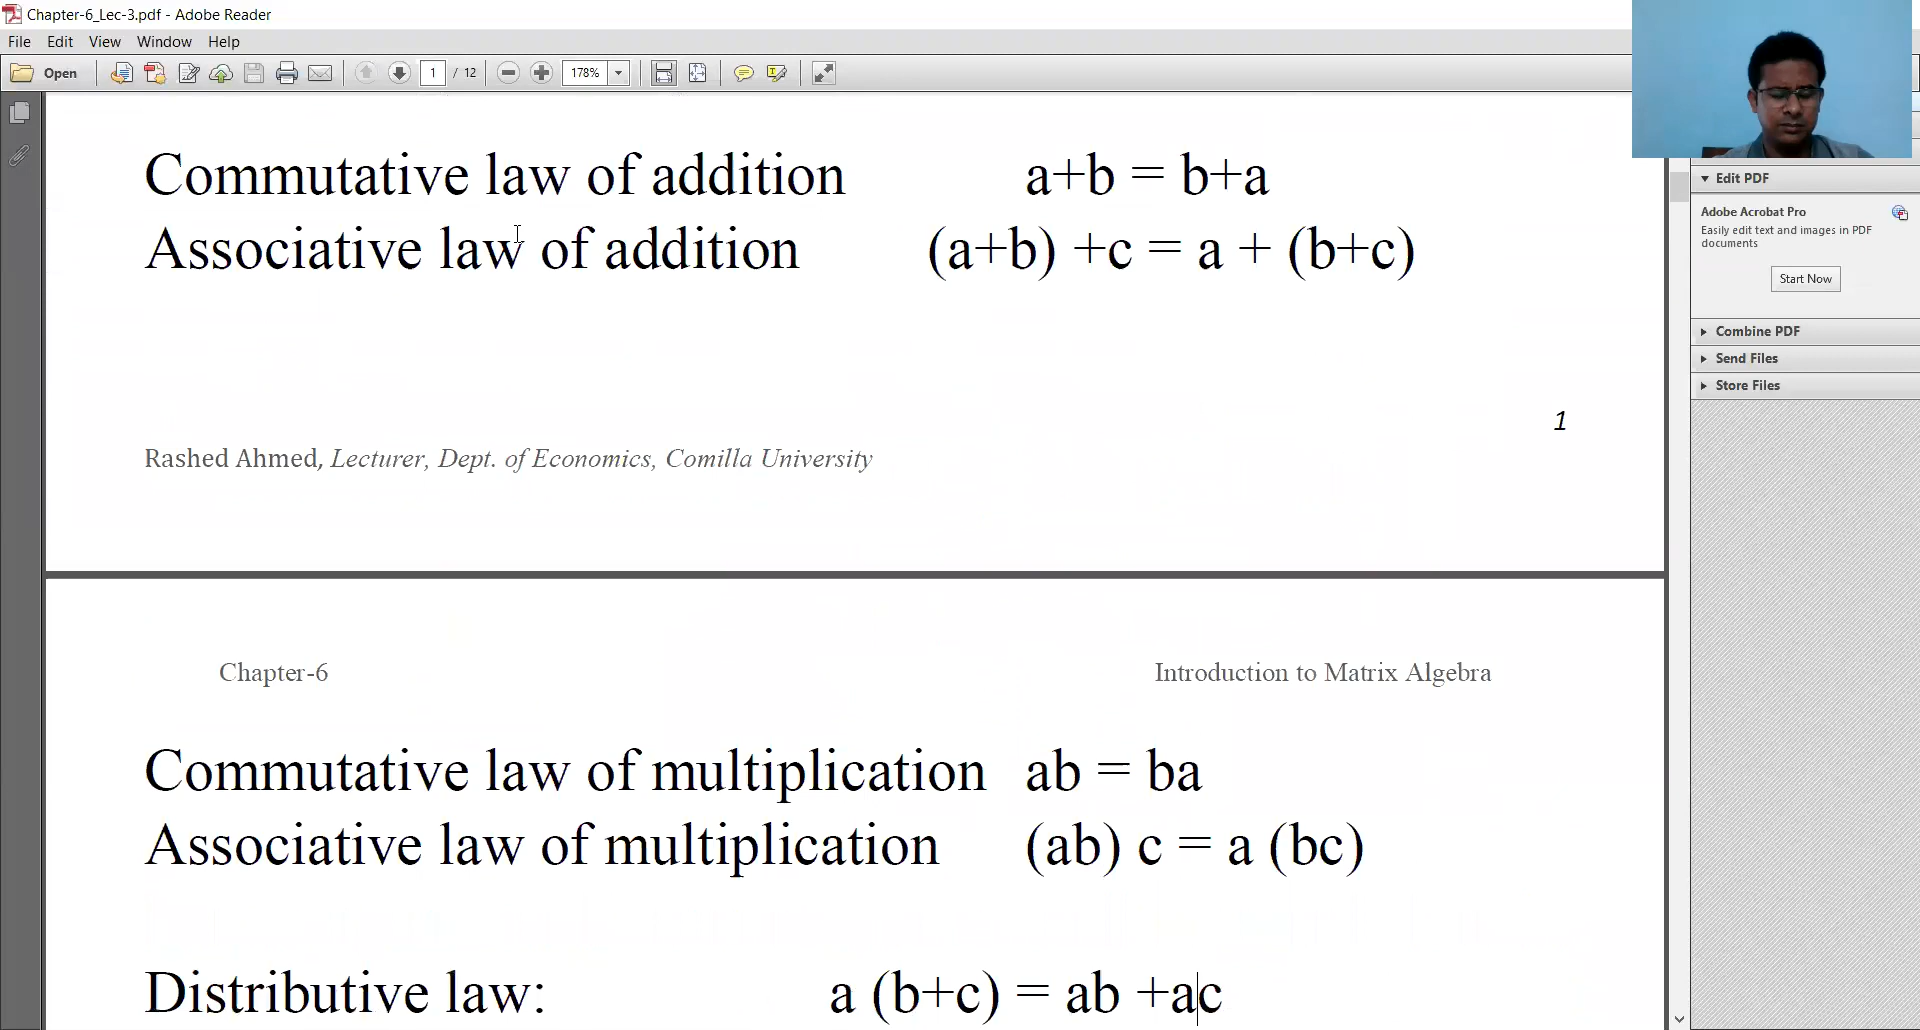 Chapter-6_Lec-3.pdf - Adobe Reader
File Edit View Window Help
Open 1 / 12 178%
Commutative law of addition a+b = b+a
Associative law of addition (a+b) +c = a + (b+c)
1
Rashed Ahmed, Lecturer, Dept. of Economics, Comilla University
Chapter-6 Introduction to Matrix Algebra
Commutative law of multiplication ab = ba
Associative law of multiplication (ab) c = a (bc)
Distributive law: a (b+c) = ab +ac
Edit PDF
Adobe Acrobat Pro
Easily edit text and images in PDF
documents
Start Now
Combine PDF
Send Files
Store Files